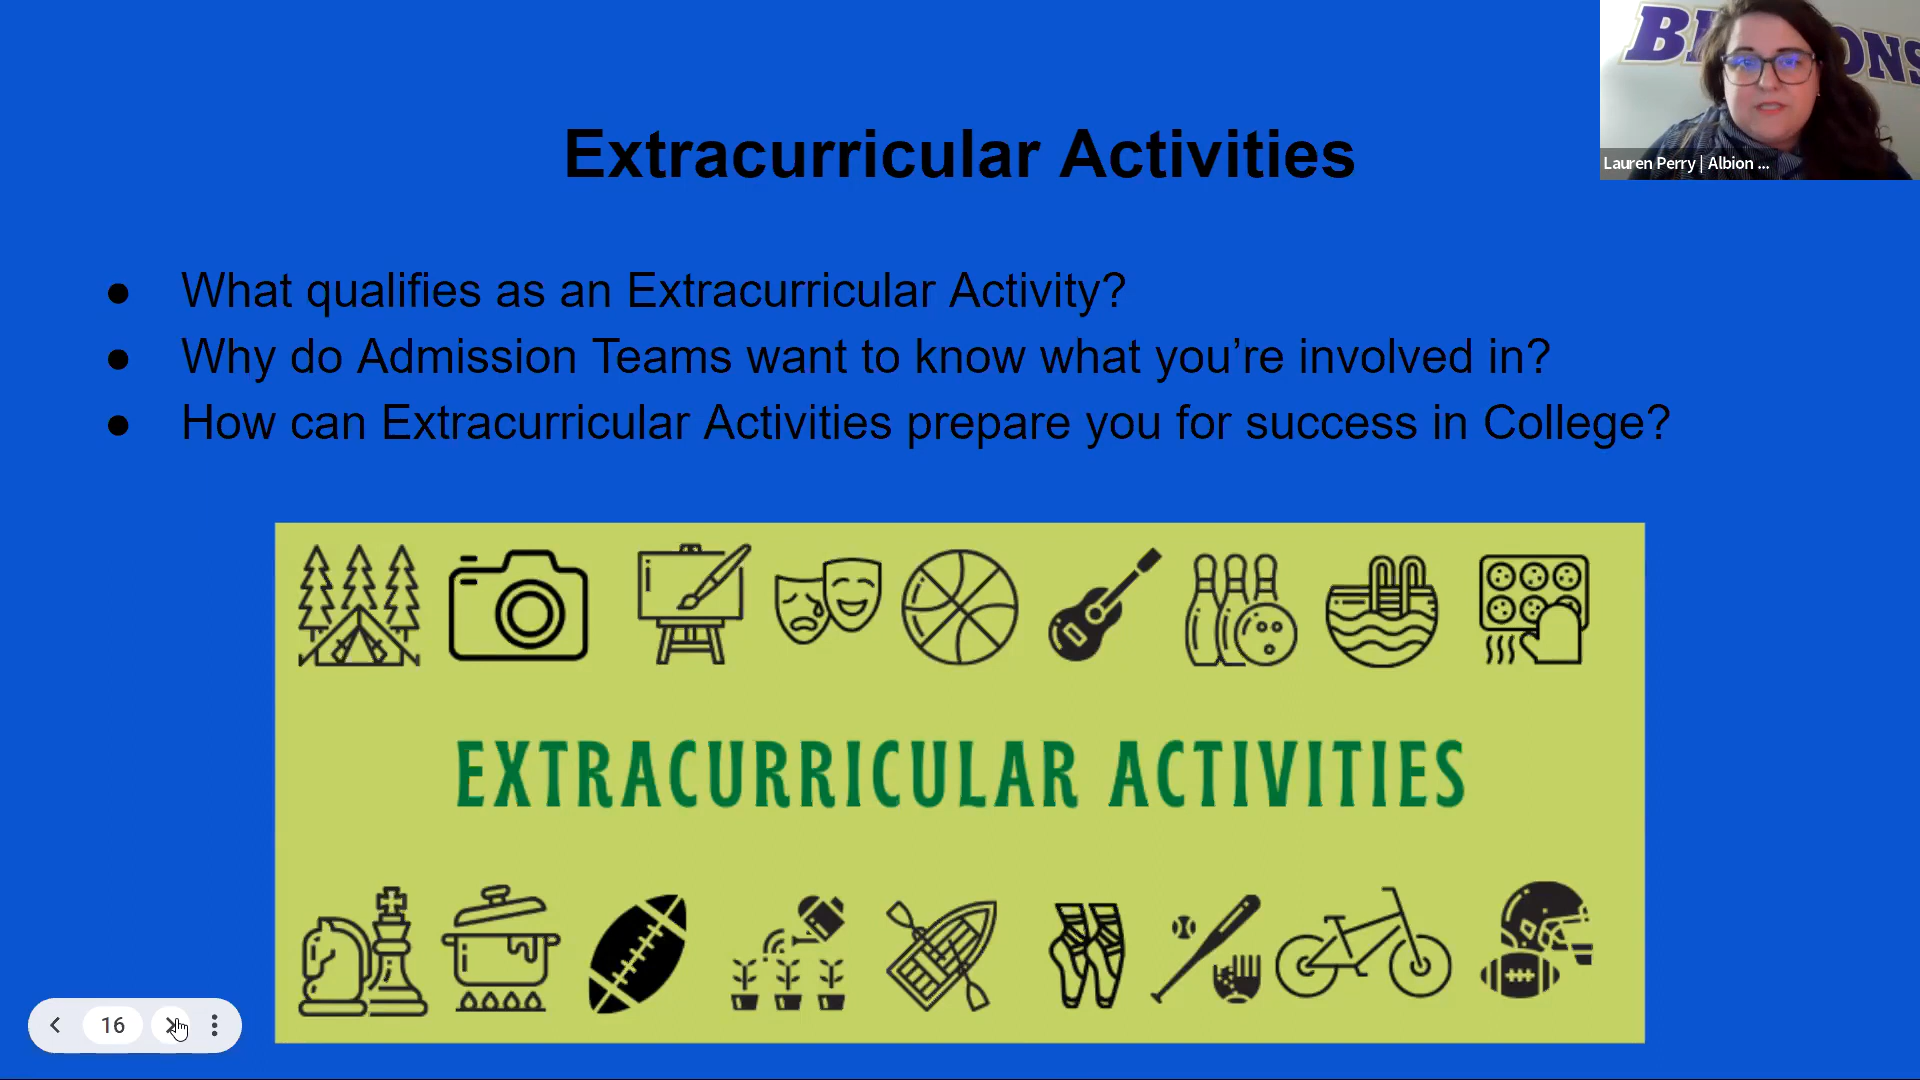 Extracurricular Activities
● What qualifies as an Extracurricular Activity?
● Why do Admission Teams want to know what you’re involved in?
● How can Extracurricular Activities prepare you for success in College?
EXTRACURRICULAR ACTIVITIES
Lauren Perry | Albion ...
16